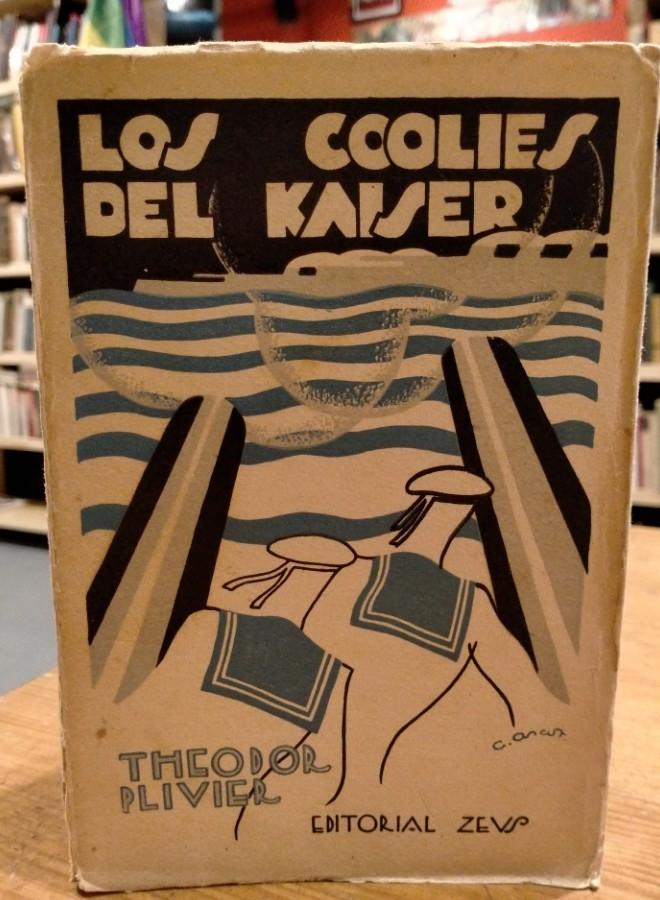 LOS COOLIES
DEL KAISER
THEODOR
PLIVIER
EDITORIAL ZEUS